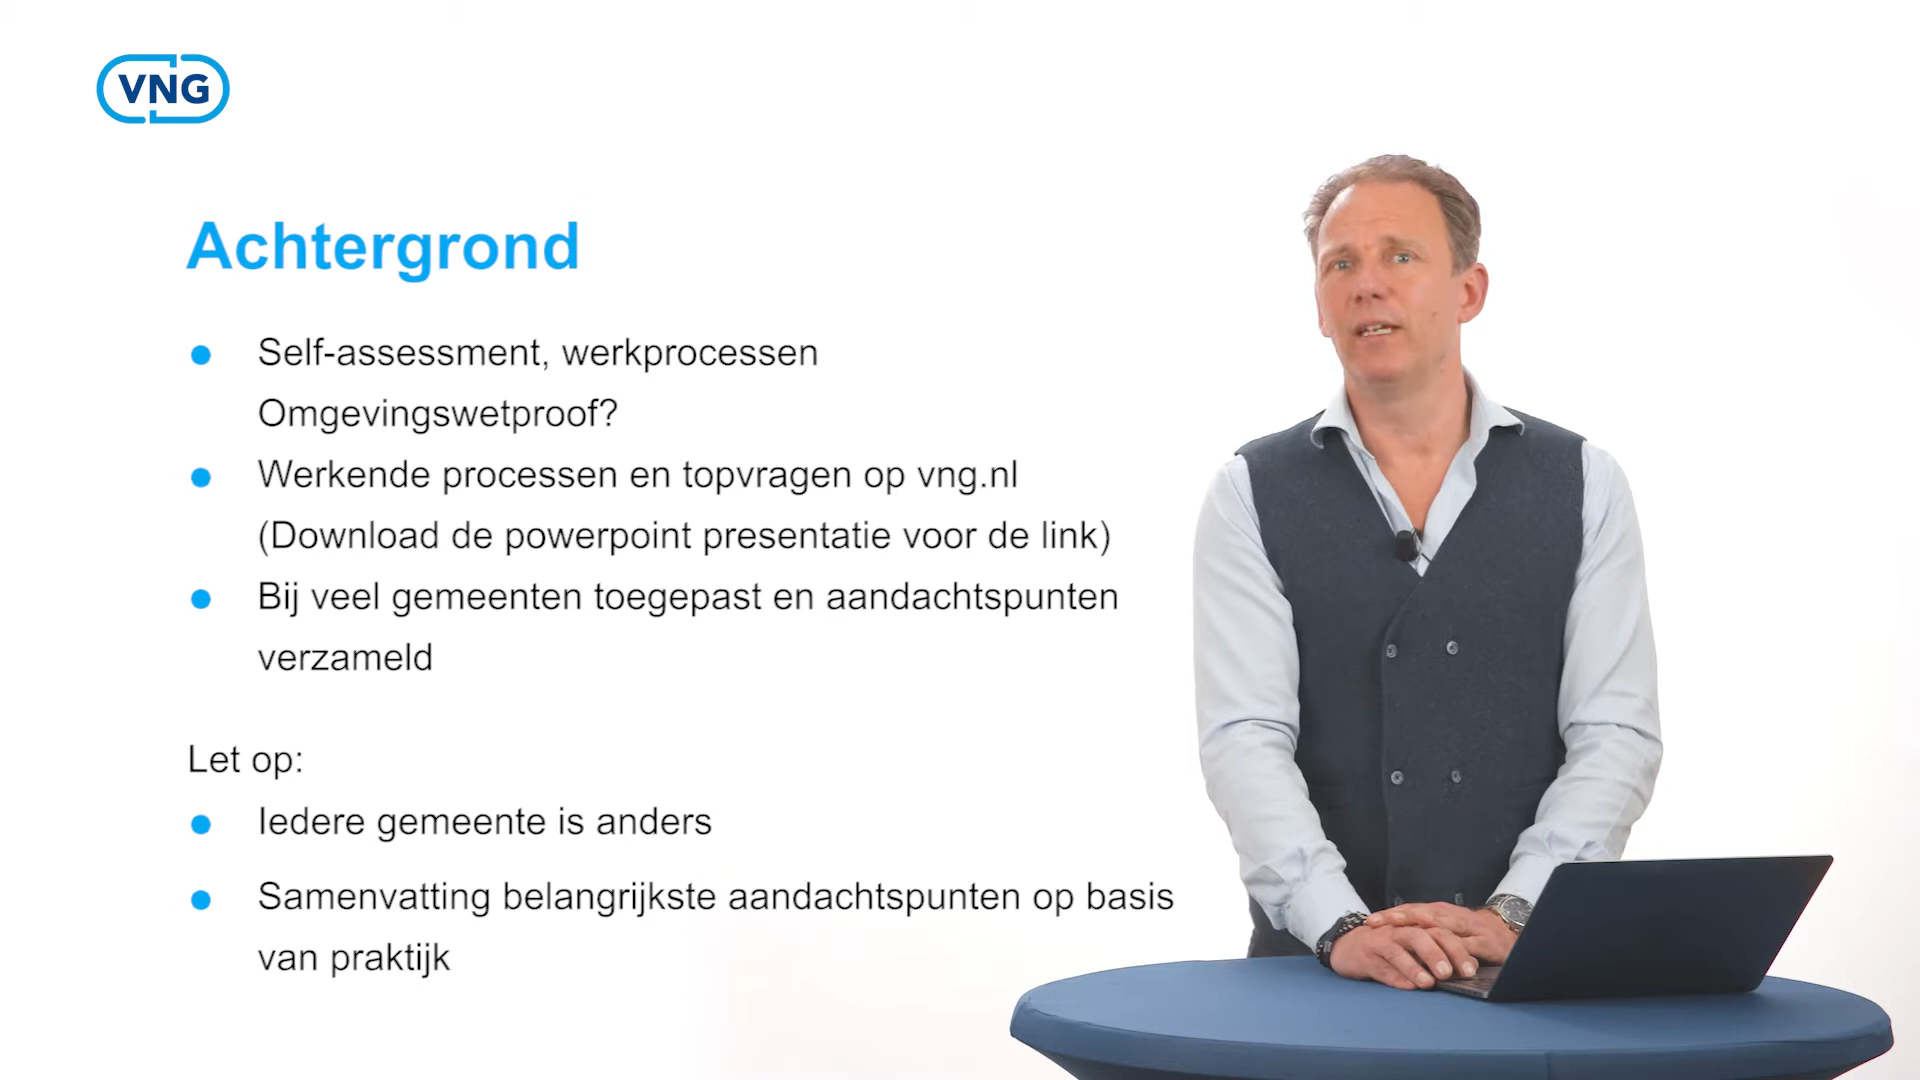 VNG
Achtergrond
Self-assessment, werkprocessen
Omgevingswetproof?
Werkende processen en topvragen op vng.nl
(Download de powerpoint presentatie voor de link)
Bij veel gemeenten toegepast en aandachtspunten
verzameld
Let op:
Iedere gemeente is anders
Samenvatting belangrijkste aandachtspunten op basis
van praktijk